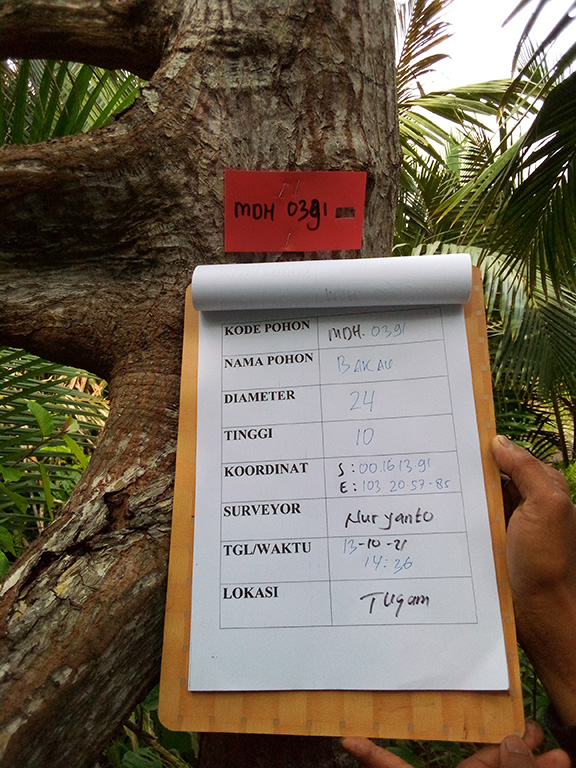 MDH 0391
KODE POHON MDH. 0391
NAMA POHON BAKAU
DIAMETER 24
TINGGI 10
KOORDINAT S : 00.16 13.91
E : 103 20.57.85
SURVEYOR Nuryanto
TGL/WAKTU 13-10-21
14:36
LOKASI Tugam